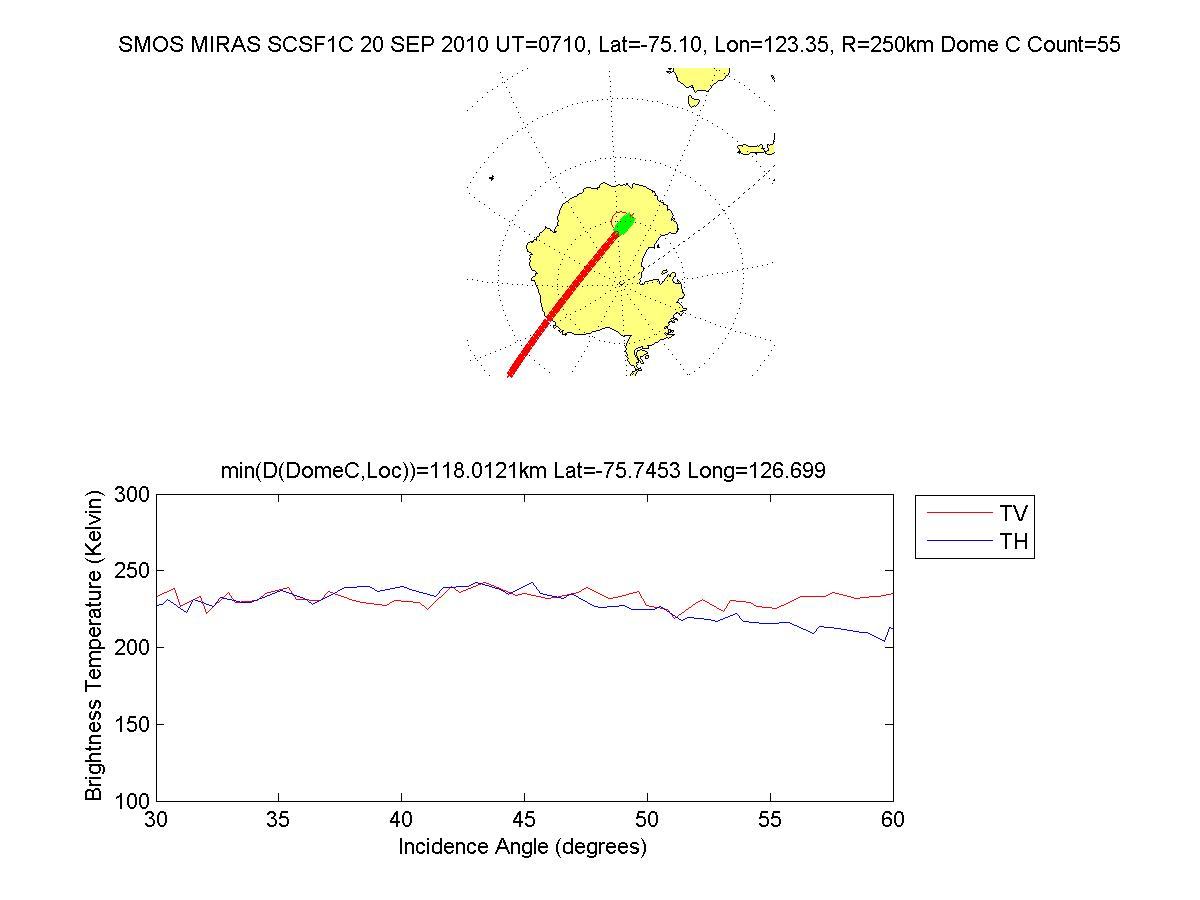 SMOS MIRAS SCSF1C 20 SEP 2010 UT=0710, Lat=-75.10, Lon=123.35, R=250km Dome C Count=55
min(D(DomeC,Loc))=118.0121km Lat=-75.7453 Long=126.699
300
250
200
150
100
Brightness Temperature (Kelvin)
30 35 40 45 50 55 60
Incidence Angle (degrees)
TV
TH